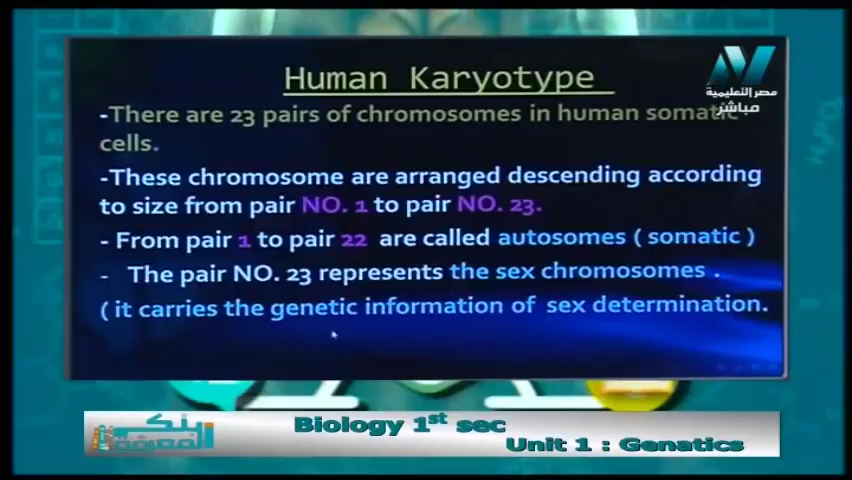 Human Karyotype
مصر التعليمية
مباشر
-There are 23 pairs of chromosomes in human somatic
cells.
-These chromosome are arranged descending according
to size from pair NO. 1 to pair NO. 23.
- From pair 1 to pair 22 are called autosomes ( somatic )
- The pair NO. 23 represents the sex chromosomes .
( it carries the genetic information of sex determination.
بنك
المعرفة
Biology 1st sec
Unit 1 : Genatics